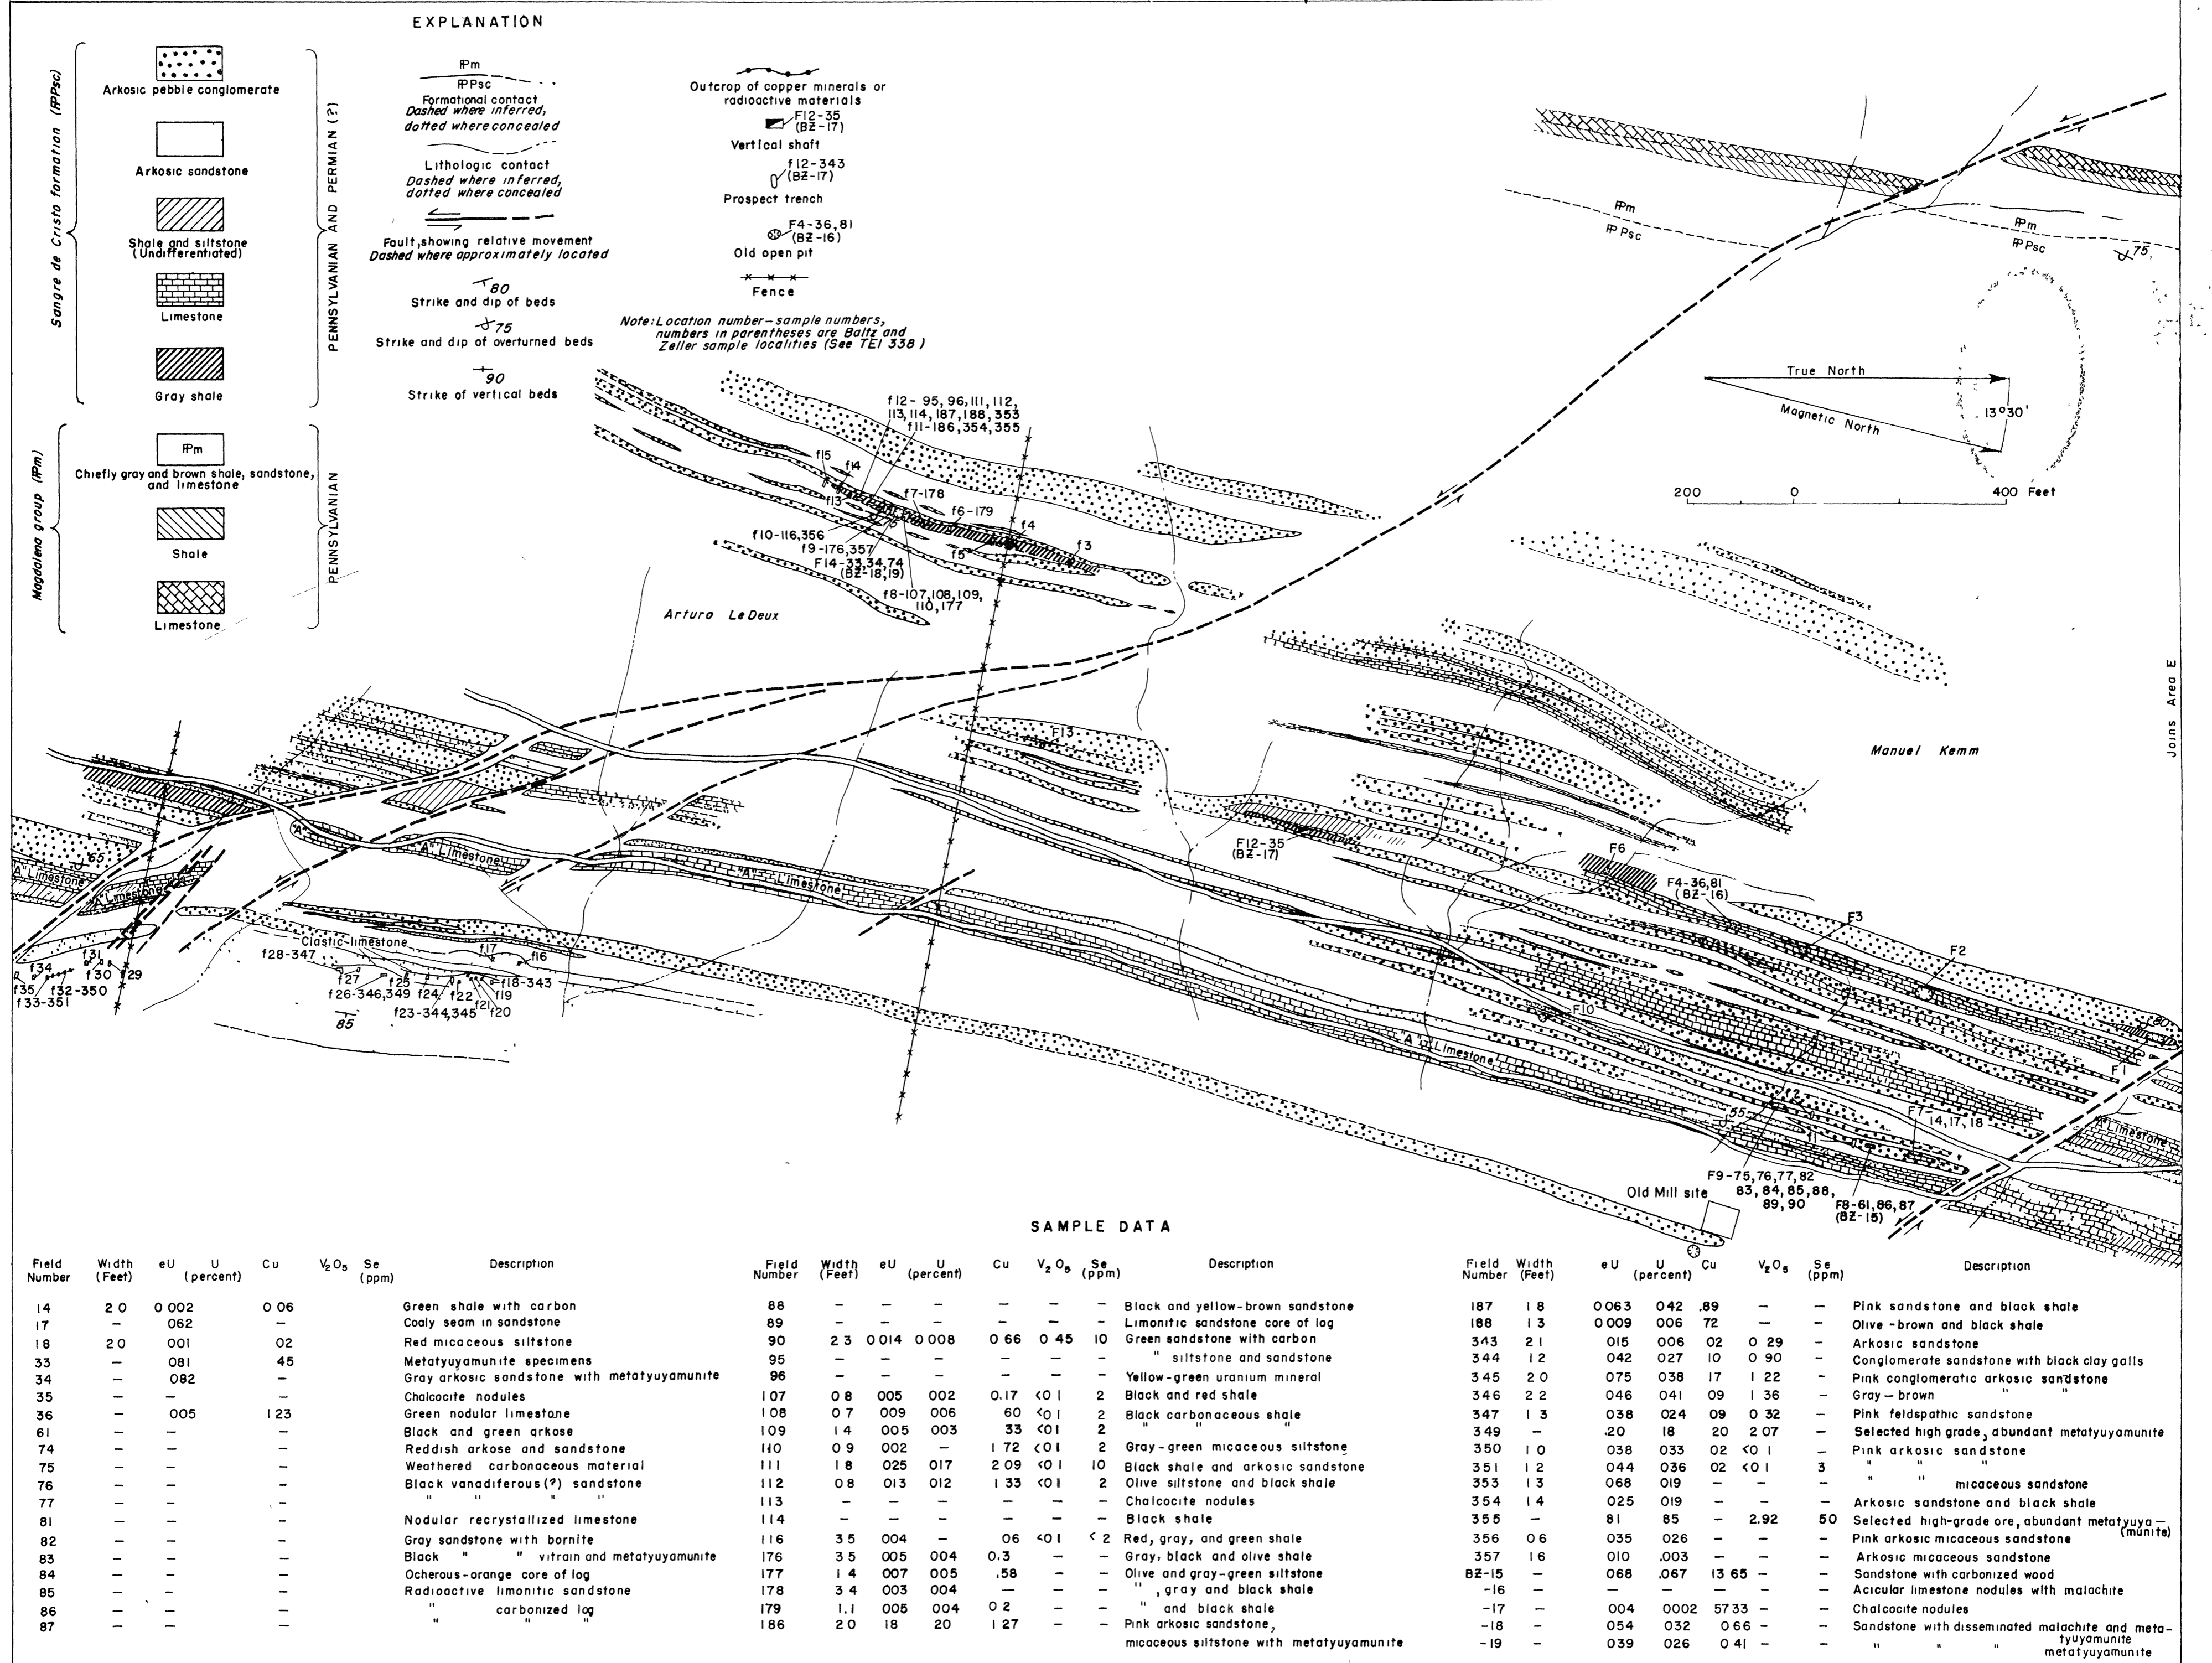 EXPLANATION
Sangre de Cristo formation (ℙPsc)
PENNSYLVANIAN AND PERMIAN (?)
Arkosic pebble conglomerate
Arkosic sandstone
Shale and siltstone
(Undifferentiated)
Limestone
Gray shale
Magdalena group (ℙm)
PENNSYLVANIAN
ℙm
Chiefly gray and brown shale, sandstone,
and limestone
Shale
Limestone
ℙm
ℙPsc
Formational contact
Dashed where inferred,
dotted where concealed
Lithologic contact
Dashed where inferred,
dotted where concealed
Fault, showing relative movement
Dashed where approximately located
80
Strike and dip of beds
75
Strike and dip of overturned beds
90
Strike of vertical beds
Outcrop of copper minerals or
radioactive materials
F12-35
(BZ-17)
Vertical shaft
f12-343
(BZ-17)
Prospect trench
F4-36,81
(BZ-16)
Old open pit
Fence
Note: Location number—sample numbers,
numbers in parentheses are Baltz and
Zeller sample localities (See TEI 338)
ℙm
ℙPsc
ℙm
ℙPsc
75
True North
Magnetic North
13°30'
200 0 400 Feet
f12- 95, 96, 111, 112,
113, 114, 187, 188, 353
f11-186, 354, 355
f15
f14
f13
f7-178
f6-179
f4
f3
f5
75
f10-116,356
f9-176,357
F14-33,34,74
(BZ-18,19)
f8-107,108,109,
110,177
Arturo LeDeux
Manuel Kemm
Joins Area E
F13
F12-35
(BZ-17)
F6
F4-36,81
(BZ-16)
F3
F2
F1
80
F10
65
"A" Limestone
"A" Limestone
"A"
"A" Limestone
"A" Limestone
"A" Limestone
"A" Limestone
Clastic limestone
f28-347
f17
f16
f27
f25
f18-343
f26-346,349
f24
f22
f19
f21
f20
f23-344,345
85
f31
f34
f30
f29
f35
f32-350
f33-351
55
f2
f1
F7-
14, 17, 18
F9-75,76,77,82
83, 84, 85, 88,
89, 90
F8-61,86,87
(BZ-15)
Old Mill site
SAMPLE DATA
Field Number Width (Feet) eU U (percent) Cu V2O5 Se (ppm) Description
14 2 0 0 002 0 06 Green shale with carbon
17 — 062 — Coaly seam in sandstone
18 2 0 001 02 Red micaceous siltstone
33 — 081 45 Metatyuyamunite specimens
34 — 082 — Gray arkosic sandstone with metatyuyamunite
35 — — — Chalcocite nodules
36 — 005 1 23 Green nodular limestone
61 — — — Black and green arkose
74 — — — Reddish arkose and sandstone
75 — — — Weathered carbonaceous material
76 — — — Black vanadiferous(?) sandstone
77 — — — " " " "
81 — — — Nodular recrystallized limestone
82 — — — Gray sandstone with bornite
83 — — — Black " " vitrain and metatyuyamunite
84 — — — Ocherous-orange core of log
85 — — — Radioactive limonitic sandstone
86 — — — " carbonized log
87 — — — " " "
Field Number Width (Feet) eU U (percent) Cu V2O5 Se (ppm) Description
88 — — — — — — Black and yellow-brown sandstone
89 — — — — — — Limonitic sandstone core of log
90 2 3 0 014 0 008 0 66 0 45 10 Green sandstone with carbon
95 — — — — — — " siltstone and sandstone
96 — — — — — — Yellow-green uranium mineral
107 0 8 005 002 0.17 <0 1 2 Black and red shale
108 0 7 009 006 60 <0 1 2 Black carbonaceous shale
109 1 4 005 003 33 <0 1 2 " " "
110 0 9 002 — 1 72 <0 1 2 Gray-green micaceous siltstone
111 1 8 025 017 2 09 <0 1 10 Black shale and arkosic sandstone
112 0 8 013 012 1 33 <0 1 2 Olive siltstone and black shale
113 — — — — — — Chalcocite nodules
114 — — — — — — Black shale
116 3 5 004 — 06 <0 1 <2 Red, gray, and green shale
176 3 5 005 004 0.3 — — Gray, black and olive shale
177 1 4 007 005 .58 — — Olive and gray-green siltstone
178 3 4 003 004 — — — " , gray and black shale
179 1.1 005 004 0 2 — — " and black shale
186 2 0 18 20 1 27 — — Pink arkosic sandstone,
micaceous siltstone with metatyuyamunite
Field Number Width (Feet) eU U (percent) Cu V2O5 Se (ppm) Description
187 1 8 0063 042 .89 — — Pink sandstone and black shale
188 1 3 0 009 006 72 — Olive-brown and black shale
343 2 1 015 006 02 0 29 — Arkosic sandstone
344 1 2 042 027 10 0 90 — Conglomerate sandstone with black clay galls
345 2 0 075 038 17 1 22 — Pink conglomeratic arkosic sandstone
346 2 2 046 041 09 1 36 — Gray—brown " "
347 1 3 038 024 09 0 32 — Pink feldspathic sandstone
349 — .20 18 20 2 07 — Selected high grade, abundant metatyuyamunite
350 1 0 038 033 02 <0 1 — Pink arkosic sandstone
351 1 2 044 036 02 <0 1 3 " " "
353 1 3 068 019 — — — " " micaceous sandstone
354 1 4 025 019 — — — Arkosic sandstone and black shale
355 — 81 85 — 2.92 50 Selected high-grade ore, abundant metatyuya—
(munite)
356 0 6 035 026 — — — Pink arkosic micaceous sandstone
357 1 6 010 .003 — — — Arkosic micaceous sandstone
BZ-15 068 .067 13 65 — — Sandstone with carbonized wood
-16 — — — — — — Acicular limestone nodules with malachite
-17 — 004 0002 5733 — — Chalcocite nodules
-18 — 054 032 0 66 — — Sandstone with disseminated malachite and meta-
tyuyamunite
-19 — 039 026 0 41 — — " " "
metatyuyamunite